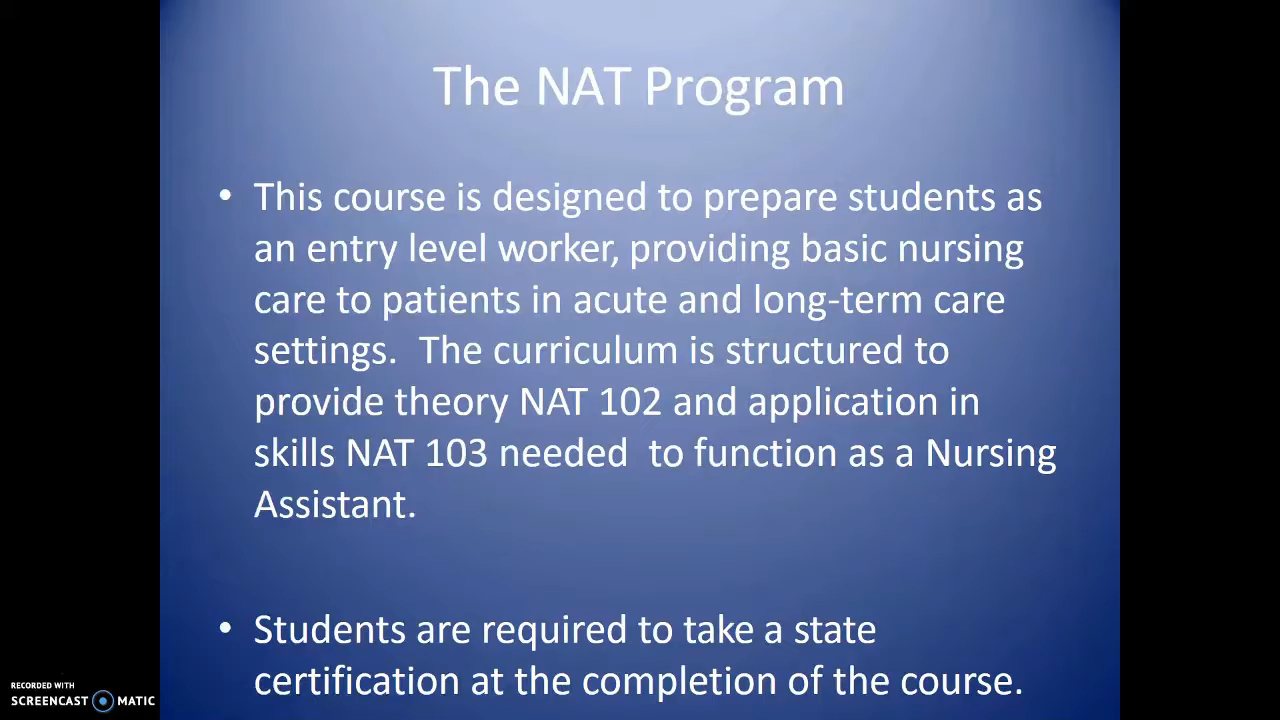 The NAT Program
• This course is designed to prepare students as
an entry level worker, providing basic nursing
care to patients in acute and long-term care
settings.  The curriculum is structured to
provide theory NAT 102 and application in
skills NAT 103 needed  to function as a Nursing
Assistant.
• Students are required to take a state
certification at the completion of the course.
RECORDED WITH
SCREENCAST MATIC